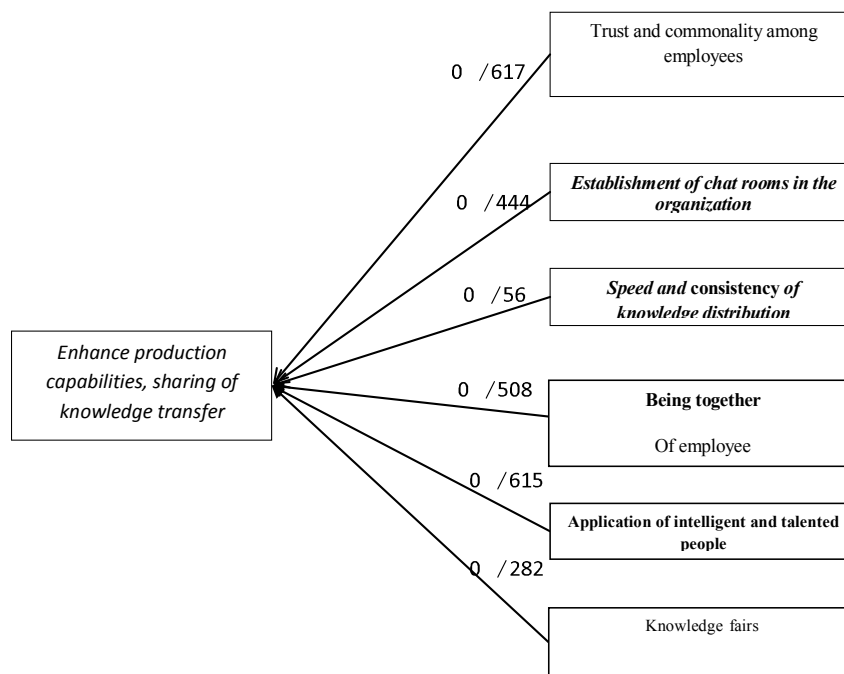 Trust and commonality among
employees
0 /617
Establishment of chat rooms in the
organization
0 /444
Speed and consistency of
knowledge distribution
0 /56
Enhance production
capabilities, sharing of
knowledge transfer
Being together
Of employee
0 /508
Application of intelligent and talented
people
0 /615
Knowledge fairs
0 /282